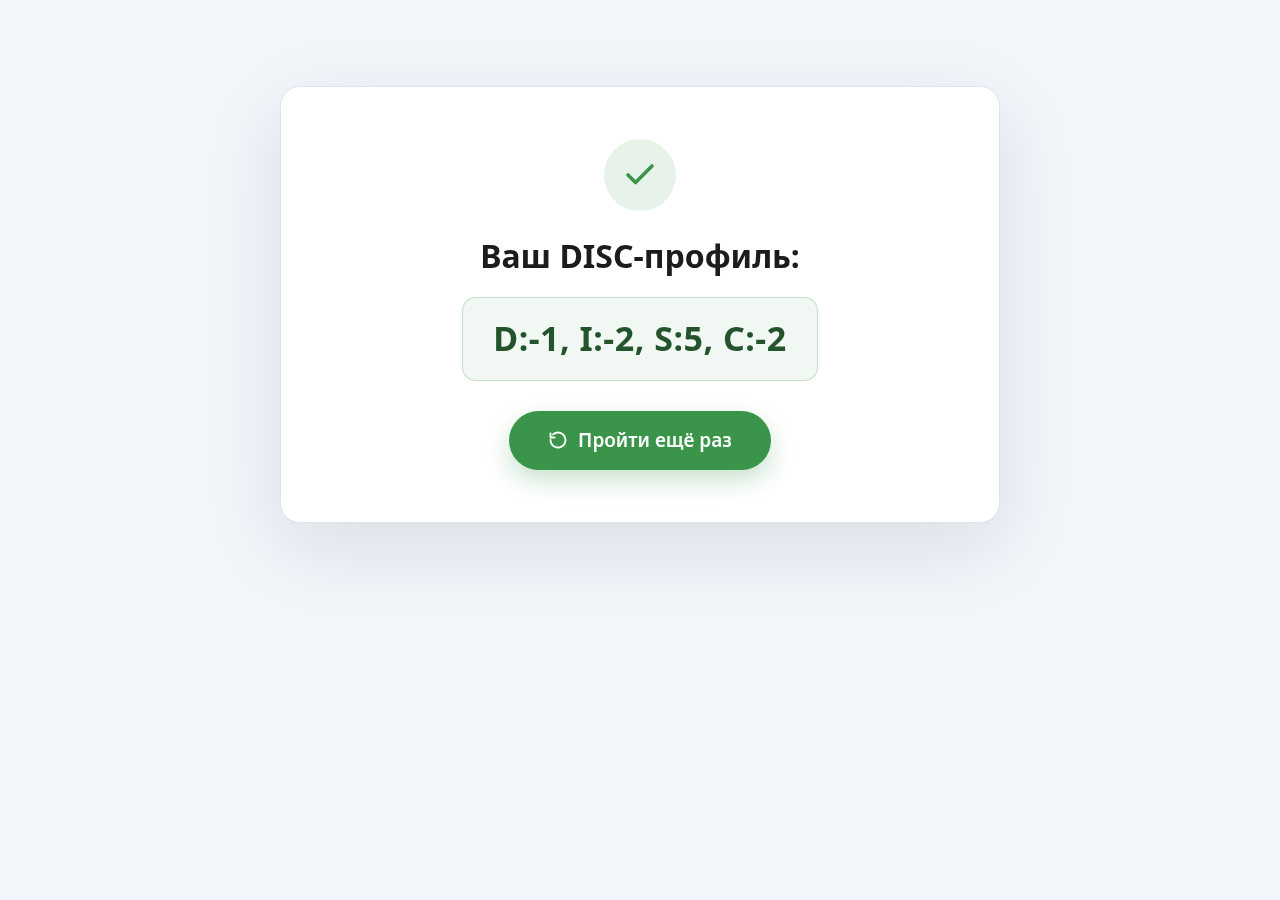 Ваш DISC-профиль:
D:-1, I:-2, S:5, C:-2
Пройти ещё раз